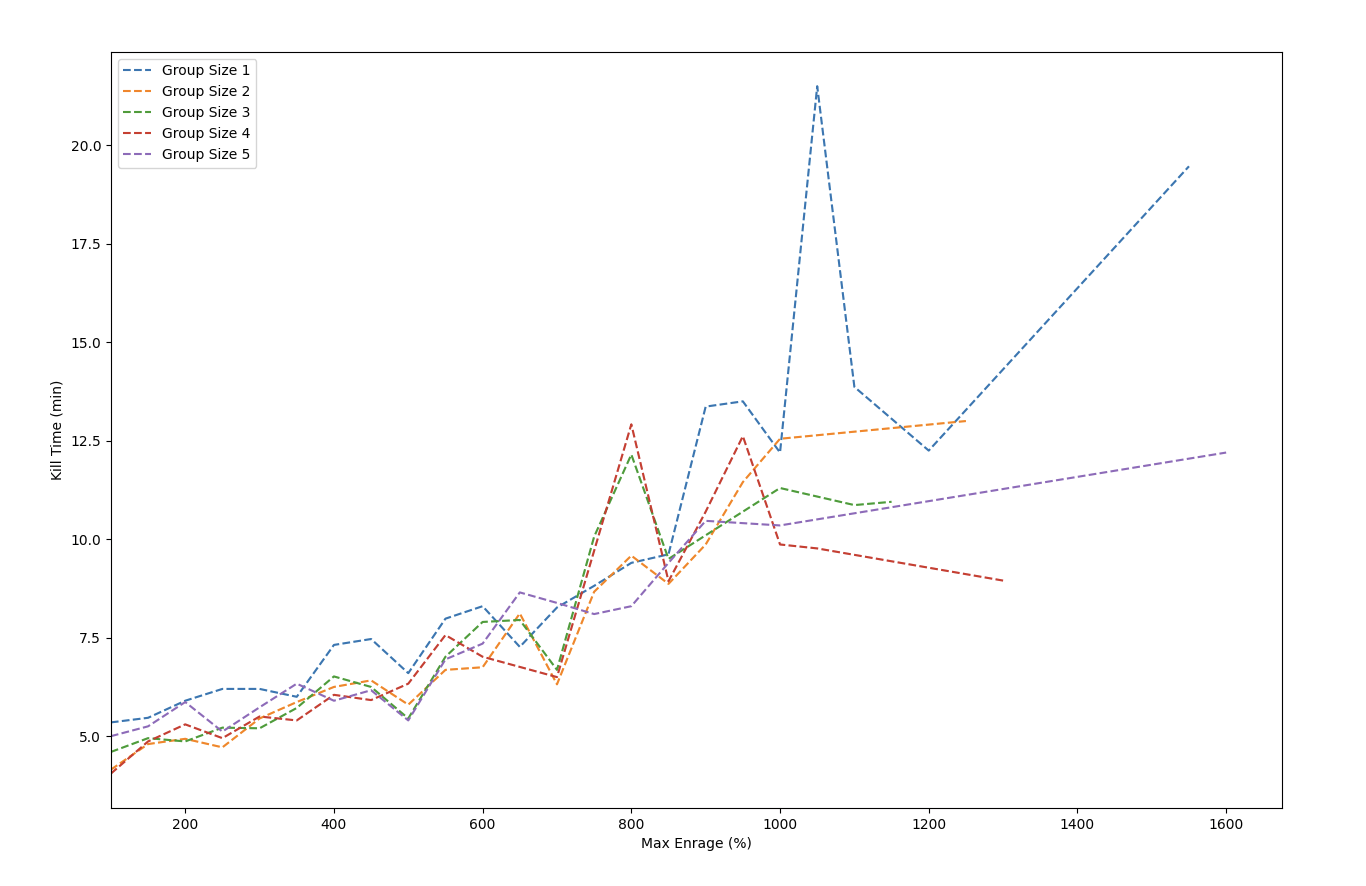 Group Size 1
Group Size 2
Group Size 3
Group Size 4
Group Size 5
20.0
17.5
15.0
12.5
10.0
7.5
5.0
Kill Time (min)
200 400 600 800 1000 1200 1400 1600
Max Enrage (%)